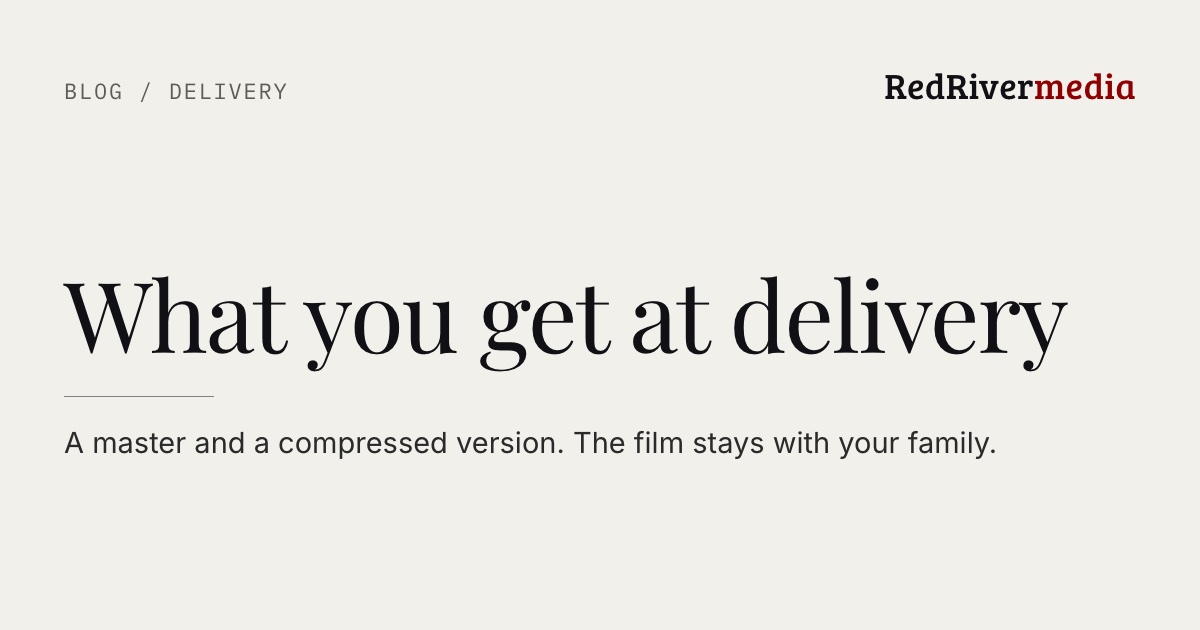 BLOG / DELIVERY
RedRivermedia
What you get at delivery
A master and a compressed version. The film stays with your family.